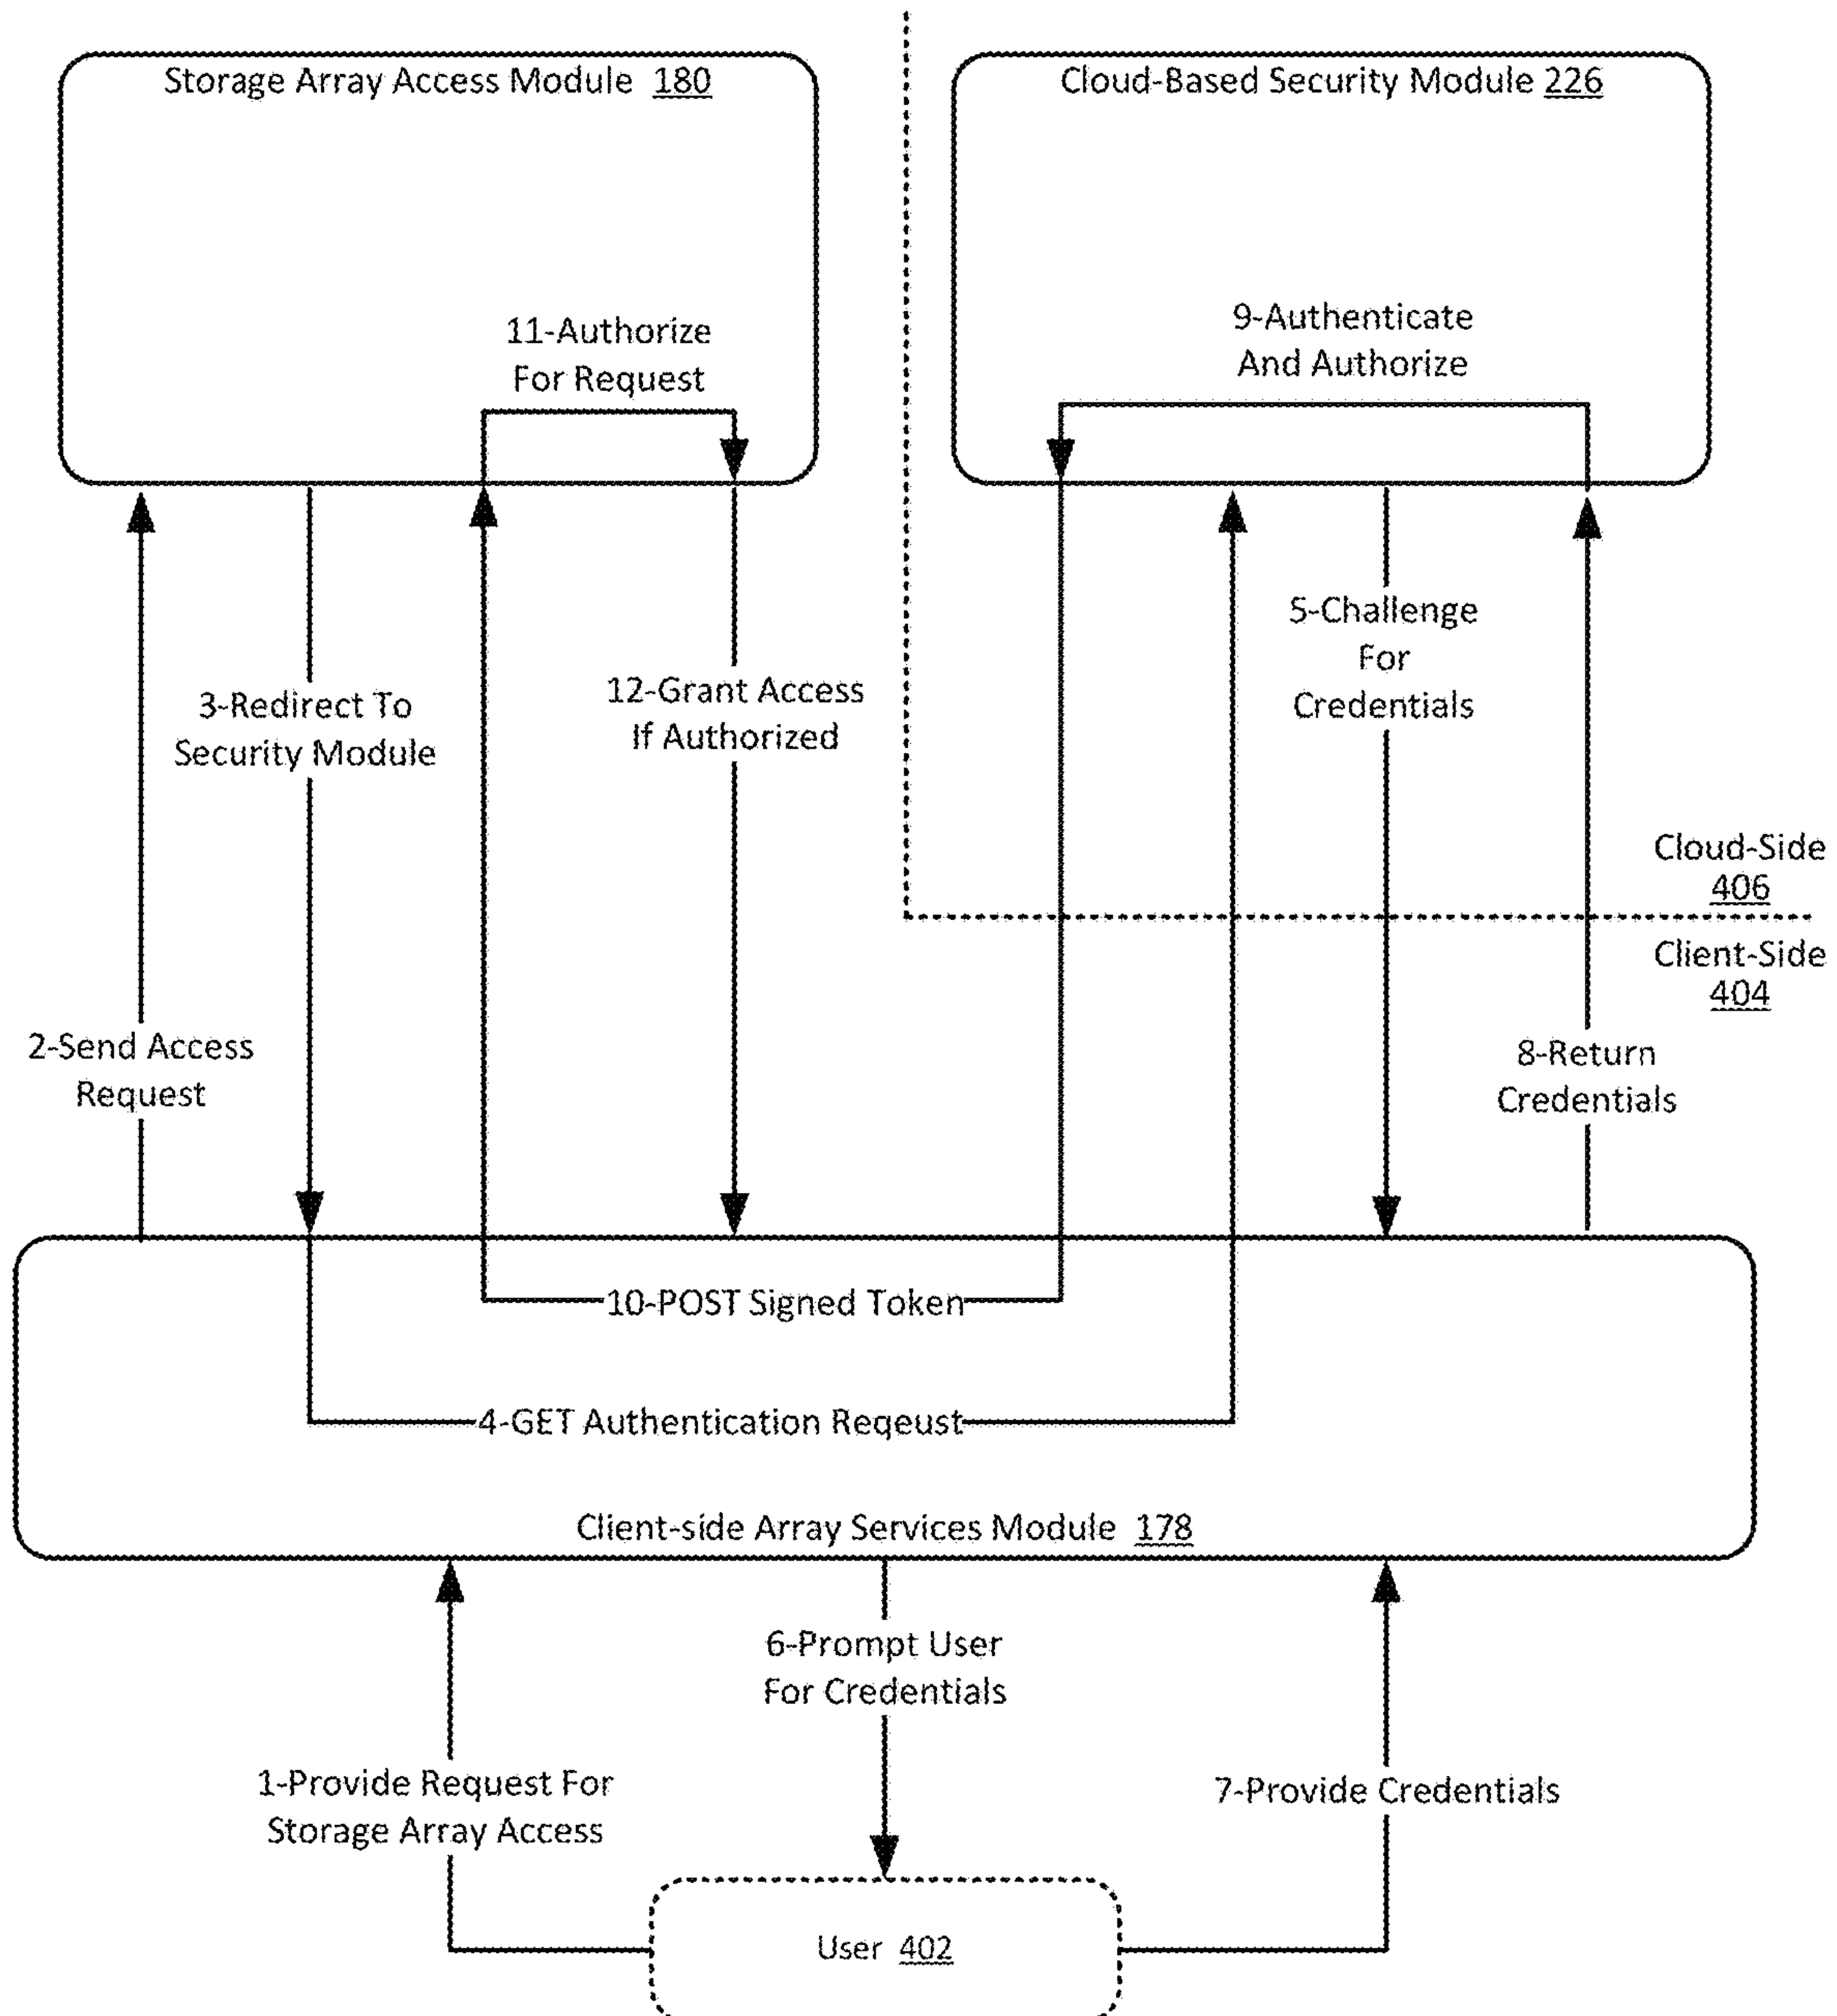 Storage Array Access Module 180
Cloud-Based Security Module 226
11-Authorize
For Request
9-Authenticate
And Authorize
5-Challenge
For
Credentials
3-Redirect To
Security Module
12-Grant Access
If Authorized
Cloud-Side
406
Client-Side
404
2-Send Access
Request
8-Return
Credentials
10-POST Signed Token
4-GET Authentication Reqeust
Client-side Array Services Module 178
6-Prompt User
For Credentials
1-Provide Request For
Storage Array Access
7-Provide Credentials
User 402